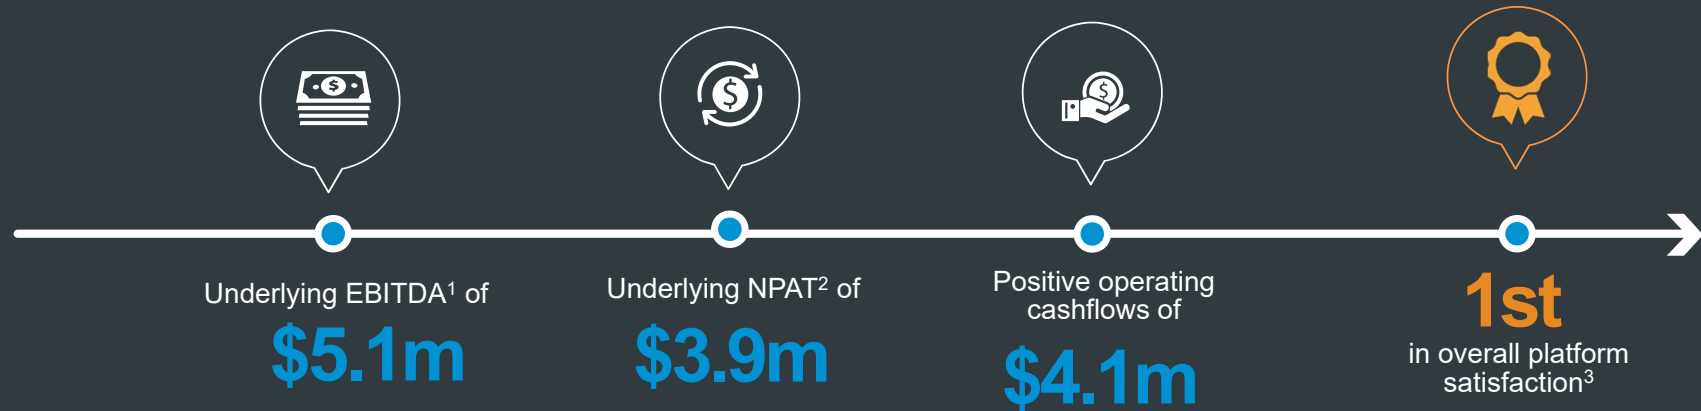 Underlying EBITDA¹ of
$5.1m
Underlying NPAT² of
$3.9m
Positive operating
cashflows of
$4.1m
1st
in overall platform
satisfaction³